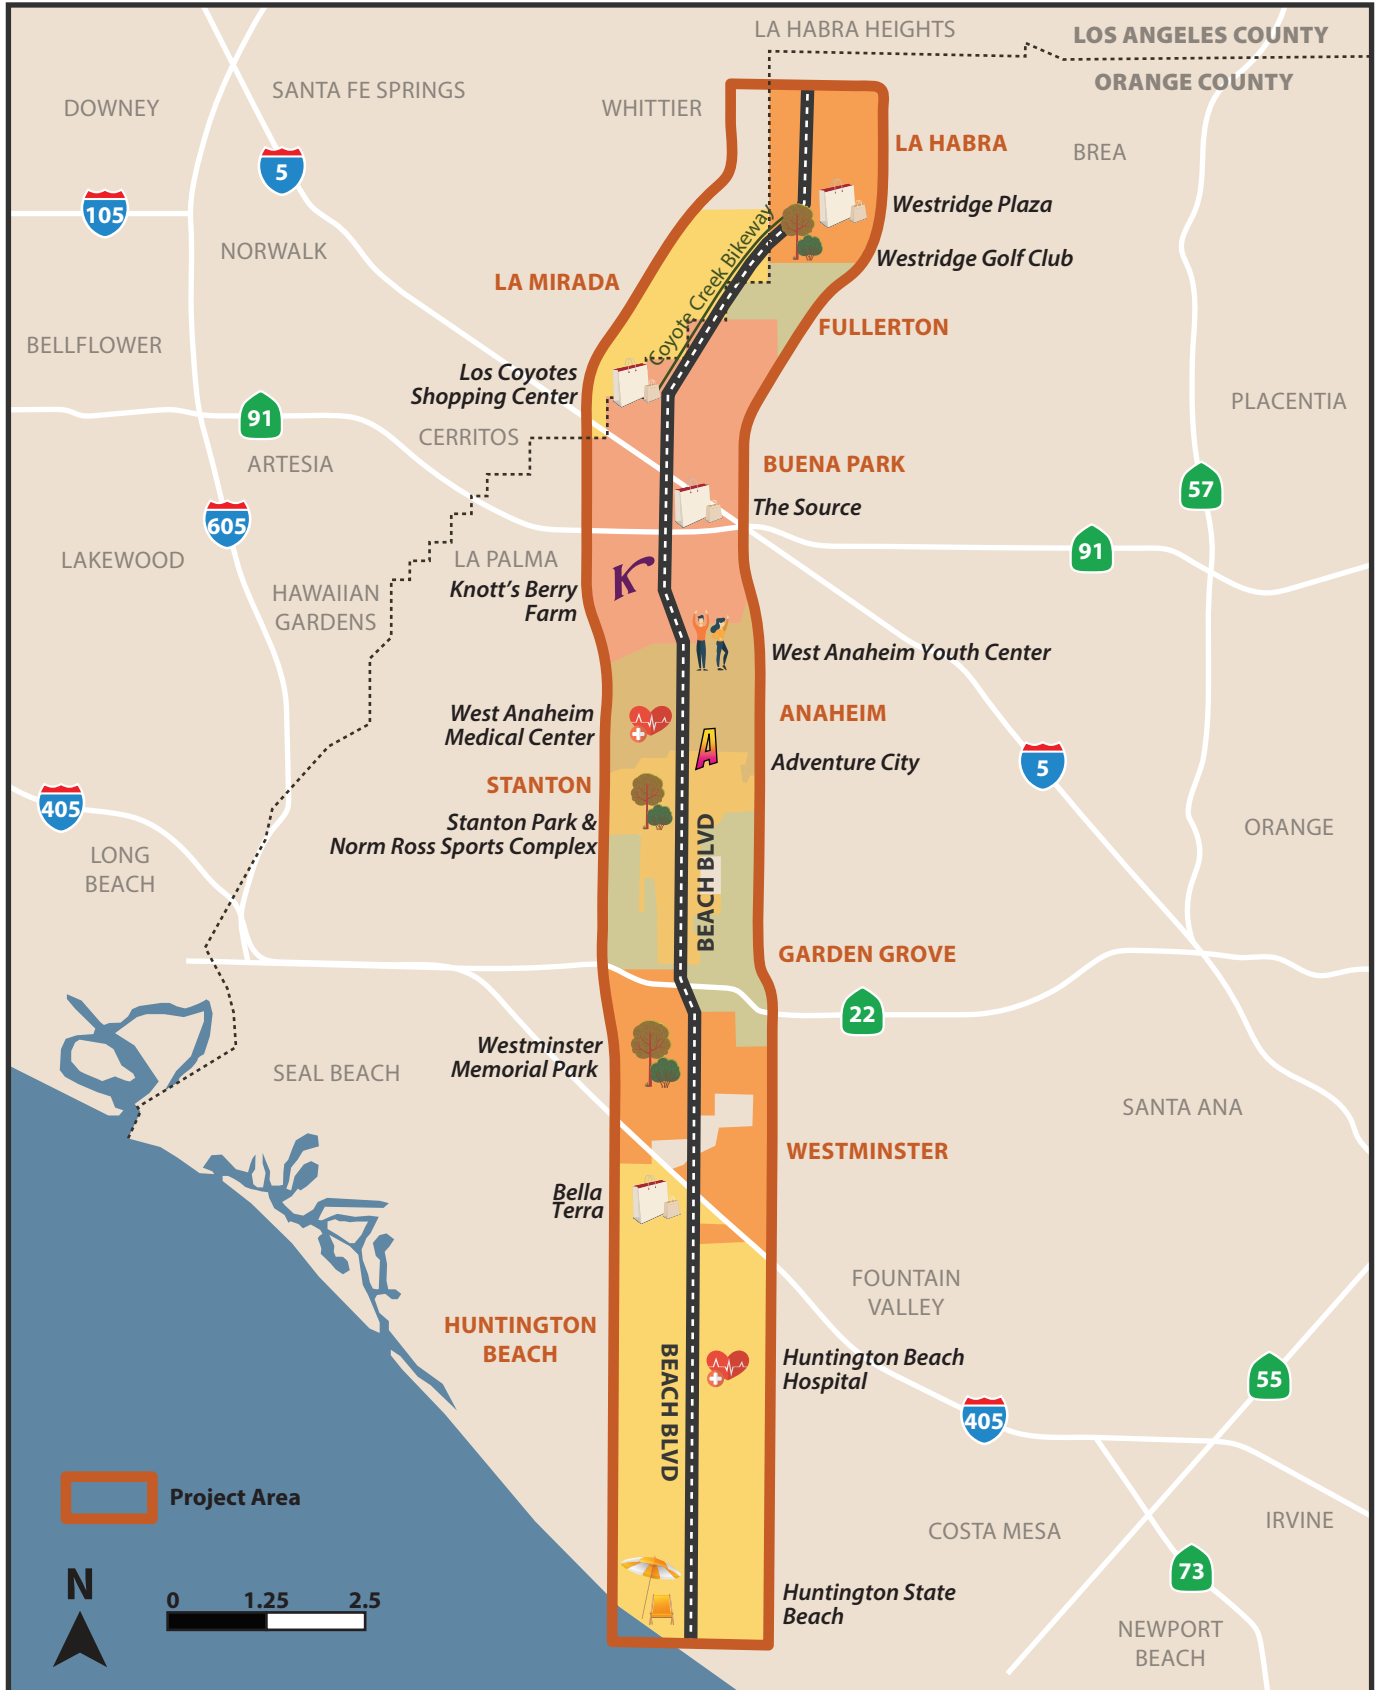 LA HABRA HEIGHTS
LOS ANGELES COUNTY
ORANGE COUNTY
SANTA FE SPRINGS
DOWNEY
WHITTIER
LA HABRA
BREA
5
105
Westridge Plaza
NORWALK
Westridge Golf Club
LA MIRADA
Coyote Creek Bikeway
FULLERTON
BELLFLOWER
Los Coyotes
Shopping Center
PLACENTIA
91
CERRITOS
ARTESIA
BUENA PARK
57
The Source
605
91
LAKEWOOD
LA PALMA
K
Knott's Berry
Farm
HAWAIIAN
GARDENS
West Anaheim Youth Center
West Anaheim
Medical Center
ANAHEIM
A
Adventure City
5
STANTON
405
Stanton Park &
Norm Ross Sports Complex
ORANGE
LONG
BEACH
BEACH BLVD
GARDEN GROVE
22
Westminster
Memorial Park
SEAL BEACH
SANTA ANA
WESTMINSTER
Bella
Terra
FOUNTAIN
VALLEY
HUNTINGTON
BEACH
BEACH BLVD
Huntington Beach
Hospital
55
405
Project Area
COSTA MESA
IRVINE
73
N
0 1.25 2.5
Huntington State
Beach
NEWPORT
BEACH